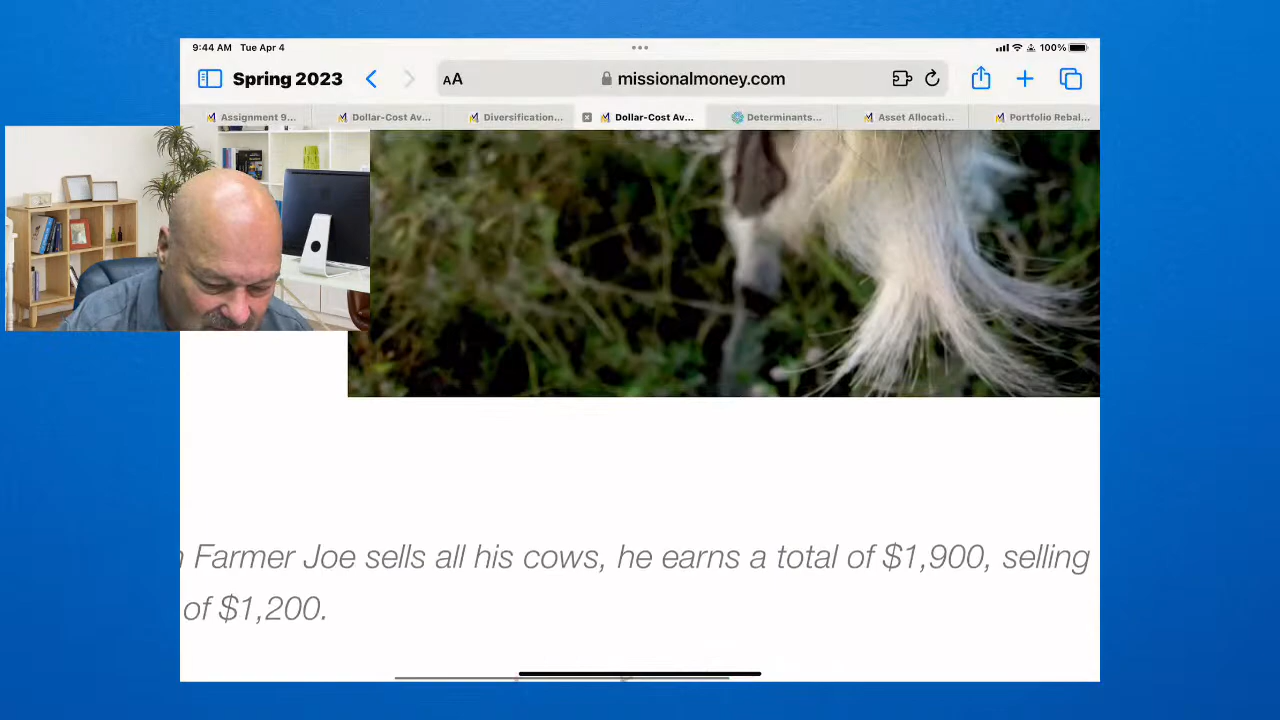 9:44 AM Tue Apr 4
100%
Spring 2023
AA
missionalmoney.com
Assignment 9...
Dollar-Cost Av...
Diversification...
Dollar-Cost Av...
Determinants...
Asset Allocati...
Portfolio Rebal...
Farmer Joe sells all his cows, he earns a total of $1,900, selling
of $1,200.